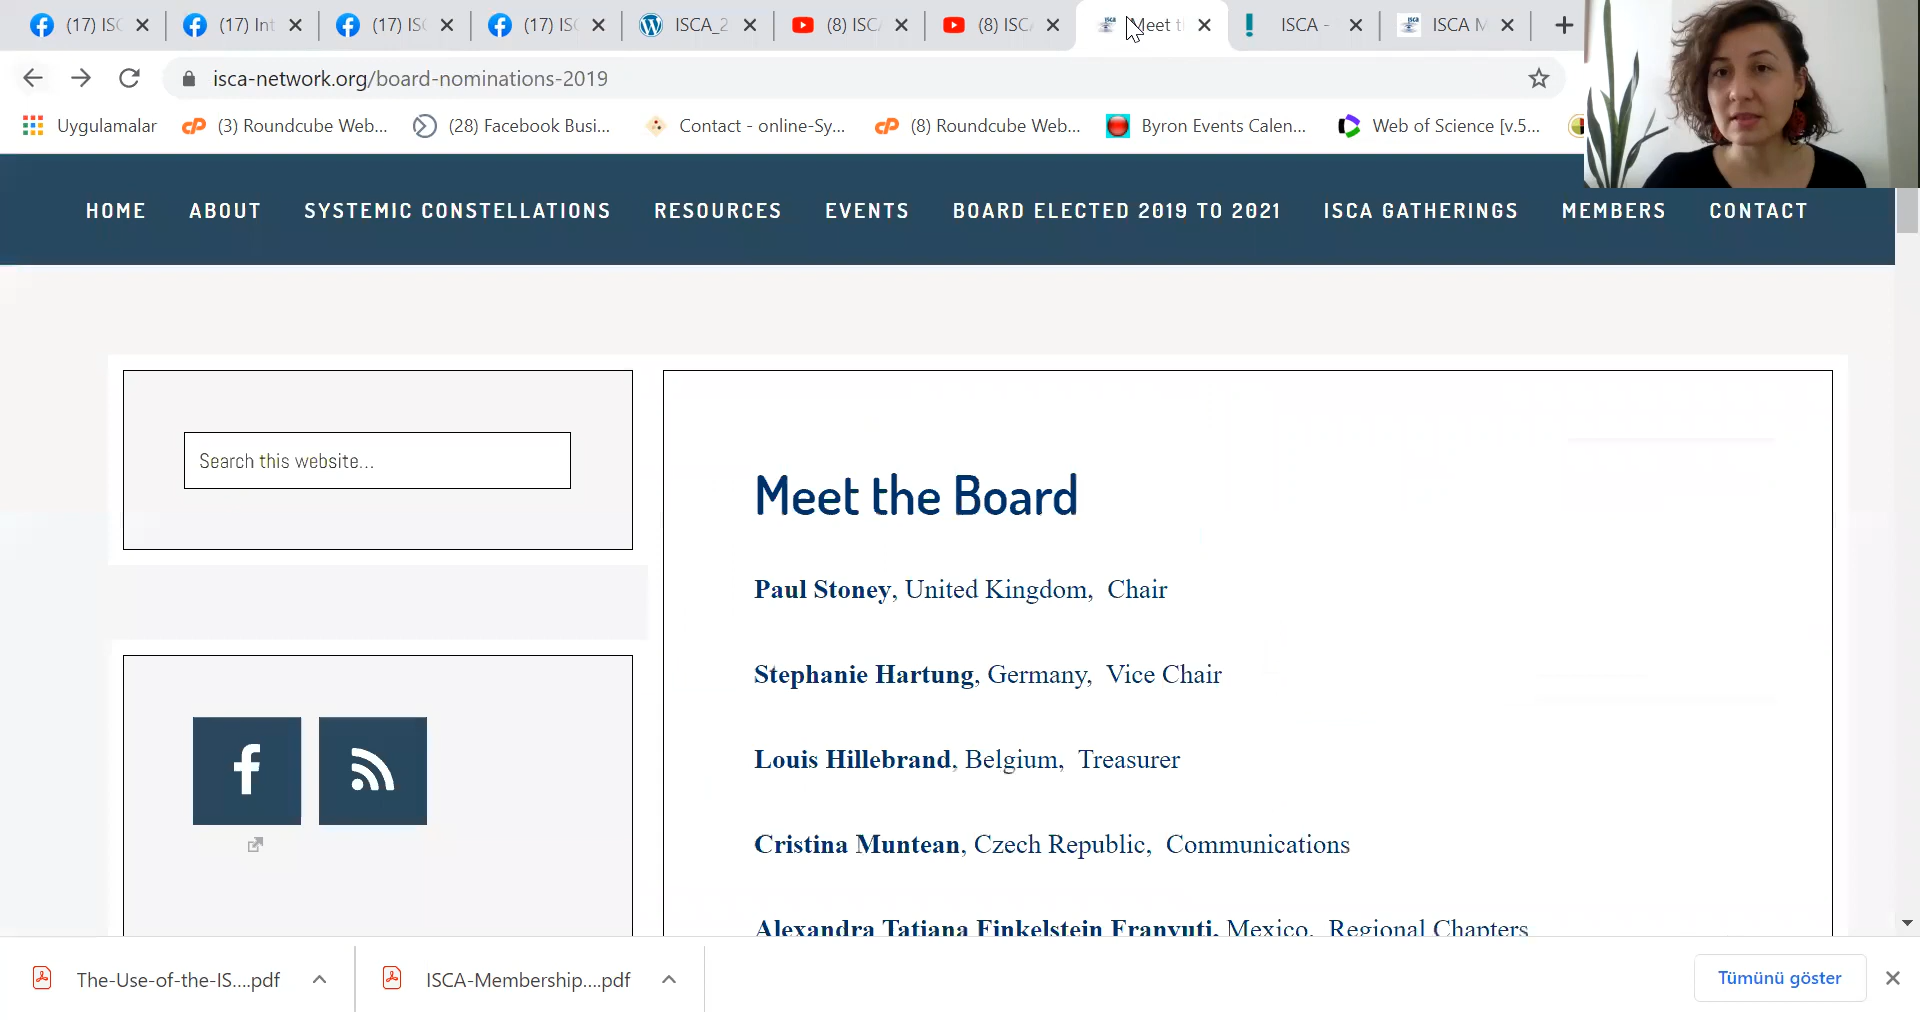 (17) ISC
(17) Int
(17) ISC
(17) ISC
ISCA_2
(8) ISCA
(8) ISCA
Meet t
ISCA -
ISCA M
isca-network.org/board-nominations-2019
Uygulamalar
(3) Roundcube Web...
(28) Facebook Busi...
Contact - online-Sy...
(8) Roundcube Web...
Byron Events Calen...
Web of Science [v.5...
HOME
ABOUT
SYSTEMIC CONSTELLATIONS
RESOURCES
EVENTS
BOARD ELECTED 2019 TO 2021
ISCA GATHERINGS
MEMBERS
CONTACT
Search this website...
Meet the Board
Paul Stoney, United Kingdom, Chair
Stephanie Hartung, Germany, Vice Chair
Louis Hillebrand, Belgium, Treasurer
Cristina Muntean, Czech Republic, Communications
Alexandra Tatiana Finkelstein Franyuti, Mexico, Regional Chapters
The-Use-of-the-IS....pdf
ISCA-Membership....pdf
Tümünü göster